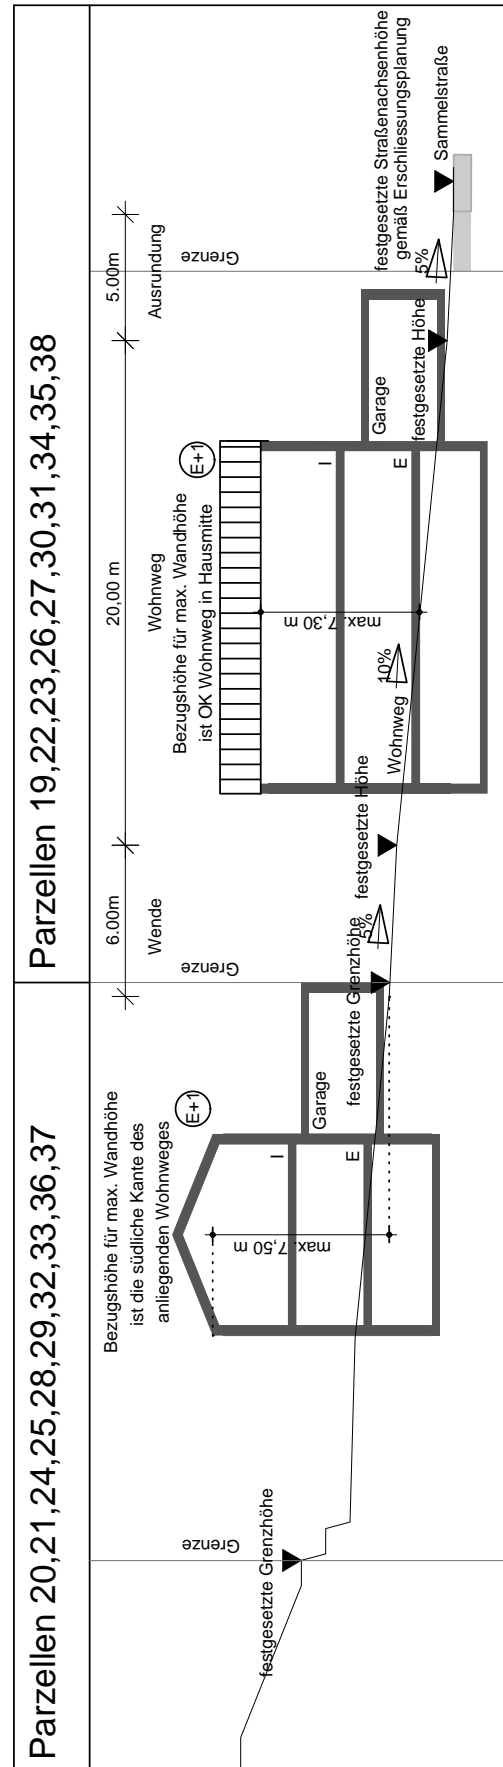 Parzellen 20,21,24,25,28,29,32,33,36,37
Parzellen 19,22,23,26,27,30,31,34,35,38
festgesetzte Grenzhöhe
Grenze
Bezugshöhe für max. Wandhöhe
ist die südliche Kante des
anliegenden Wohnweges
E+1
I
E
max. 7,50 m
Garage
festgesetzte Grenzhöhe
Grenze
6.00m
Wende
5%
festgesetzte Höhe
20,00 m
Wohnweg
Bezugshöhe für max. Wandhöhe
ist OK Wohnweg in Hausmitte
E+1
I
E
max. 7,30 m
Wohnweg
10%
Garage
festgesetzte Höhe
5.00m
Ausrundung
Grenze
5%
festgesetzte Straßenachsenhöhe
gemäß Erschliessungsplanung
Sammelstraße